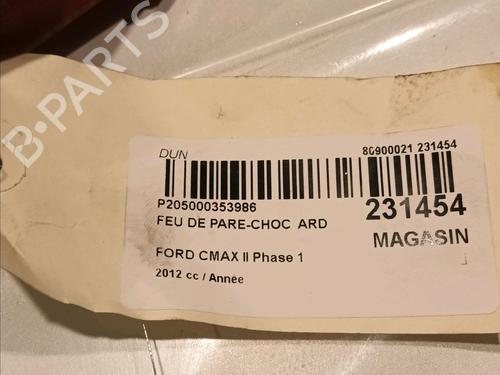 B-PARTS
DUN 80900021 231454
P205000353986
FEU DE PARE-CHOC ARD 231454
MAGASIN
FORD CMAX II Phase 1
2012 cc / Année